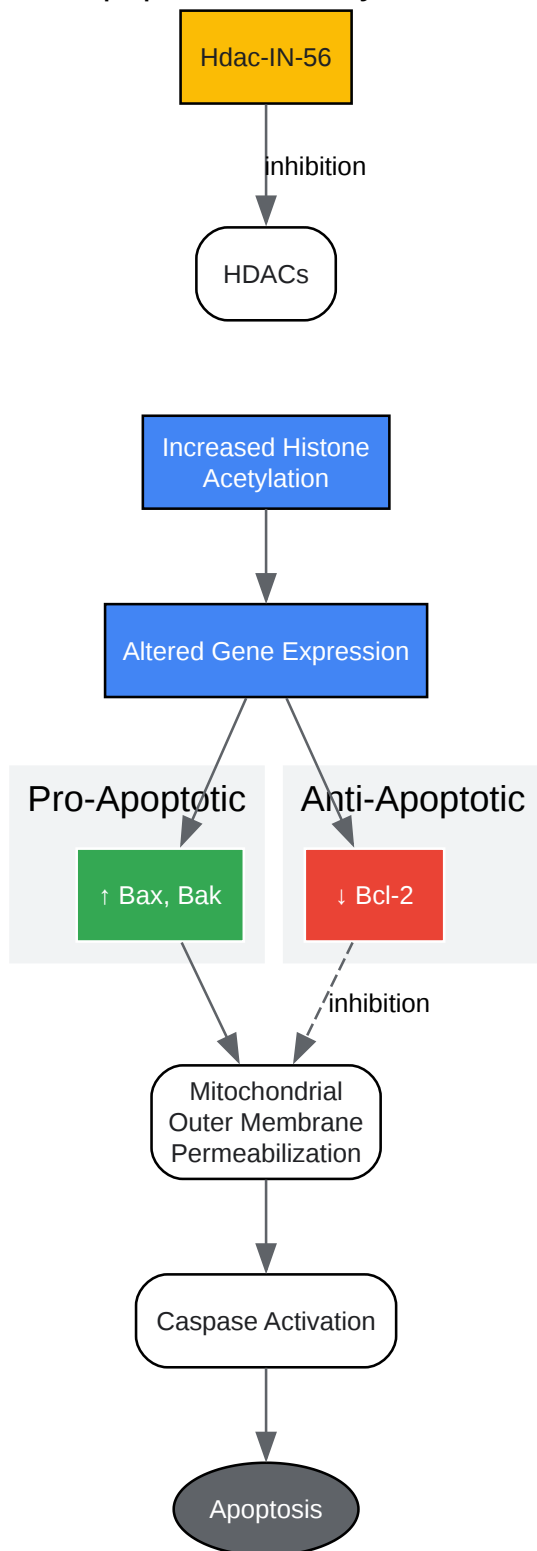 Hdac-IN-56
inhibition
HDACs
Increased Histone
Acetylation
Altered Gene Expression
Pro-Apoptotic
Anti-Apoptotic
↑ Bax, Bak
↓ Bcl-2
inhibition
Mitochondrial
Outer Membrane
Permeabilization
Caspase Activation
Apoptosis